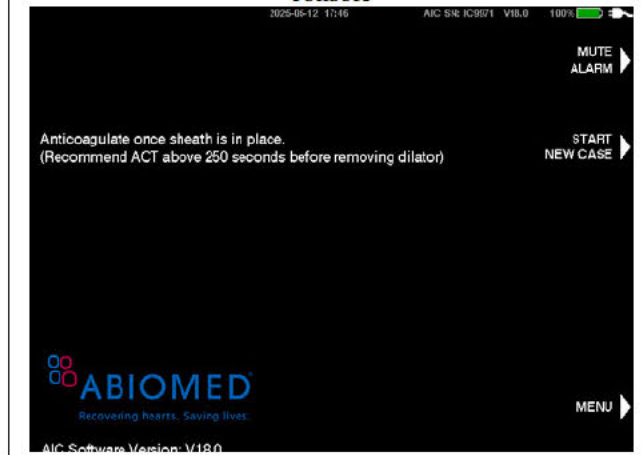 2025-06-12 17:46 AIC SN: IC9971 V18.0 100%
MUTE
ALARM
Anticoagulate once sheath is in place.
(Recommend ACT above 250 seconds before removing dilator)
START
NEW CASE
ABIOMED
Recovering hearts. Saving lives.
MENU
AIC Software Version: V18.0